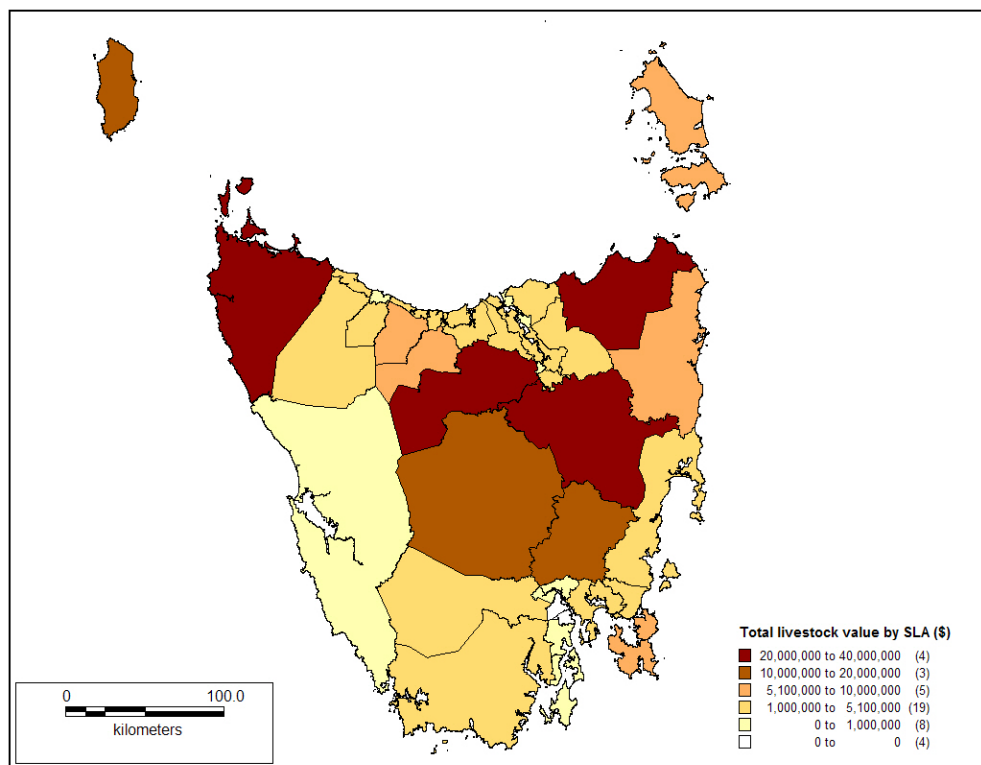 Total livestock value by SLA ($)
20,000,000 to 40,000,000 (4)
10,000,000 to 20,000,000 (3)
5,100,000 to 10,000,000 (5)
1,000,000 to 5,100,000 (19)
0 to 1,000,000 (8)
0 to 0 (4)
0 100.0
kilometers